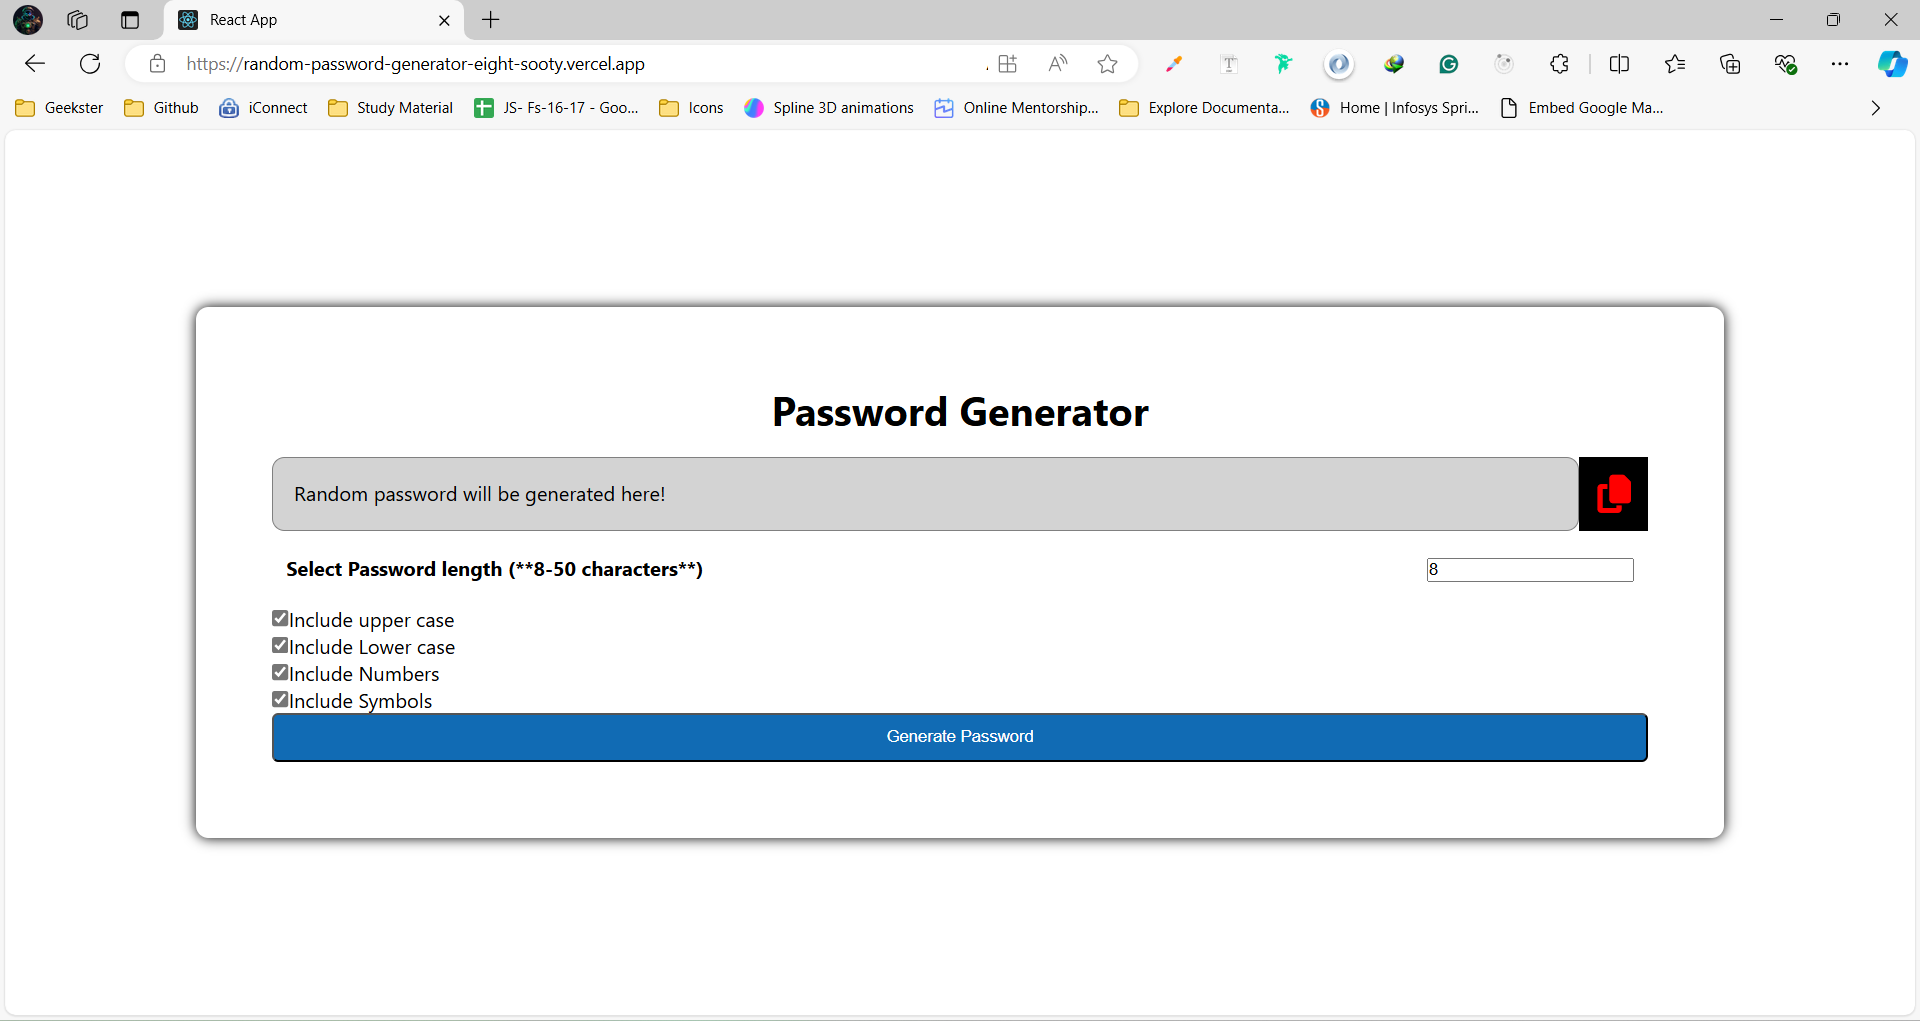 React App
https://random-password-generator-eight-sooty.vercel.app
Geekster Github iConnect Study Material JS- Fs-16-17 - Goo... Icons Spline 3D animations Online Mentorship... Explore Documenta... Home | Infosys Spri... Embed Google Ma...
Password Generator
Random password will be generated here!
Select Password length (**8-50 characters**) 8
Include upper case
Include Lower case
Include Numbers
Include Symbols
Generate Password